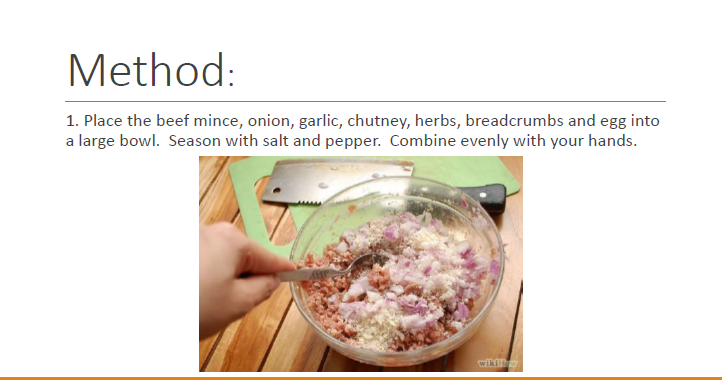 Method:
1. Place the beef mince, onion, garlic, chutney, herbs, breadcrumbs and egg into
a large bowl.  Season with salt and pepper.  Combine evenly with your hands.
wikiHow